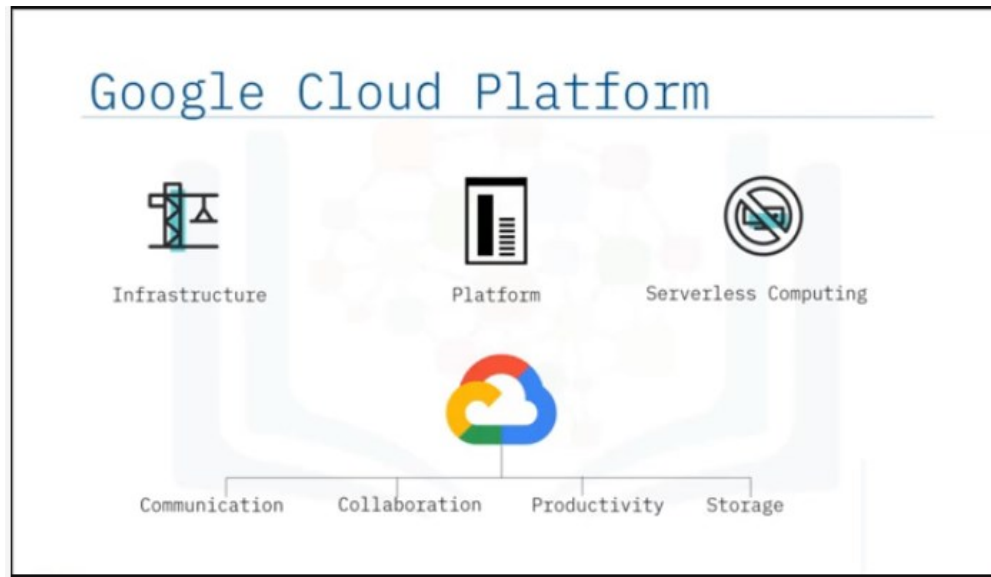 Google Cloud Platform
Infrastructure
Platform
Serverless Computing
Communication
Collaboration
Productivity
Storage